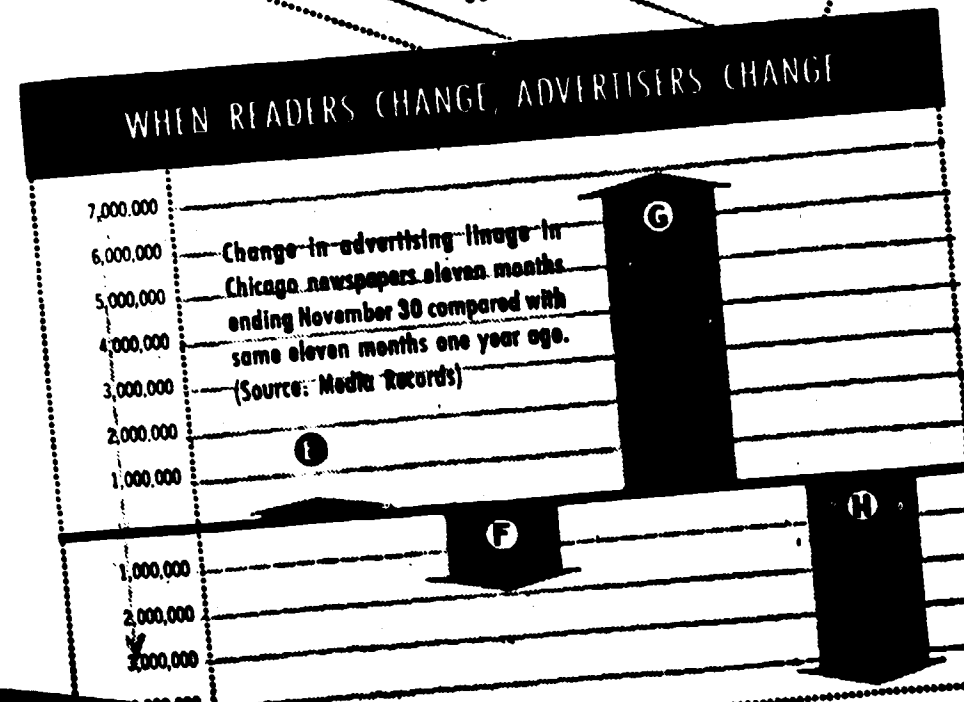 WHEN READERS CHANGE, ADVERTISERS CHANGE
7,000.000
6,000,000
5,000,000
4,000,000
3,000,000
2,000.000
1,000,000
Change in advertising linage in
Chicago newspapers eleven months
ending November 30 compared with
same eleven months one year ago.
(Source: Media Records)
E
F
G
H
1,000,000
2,000,000
3,000,000